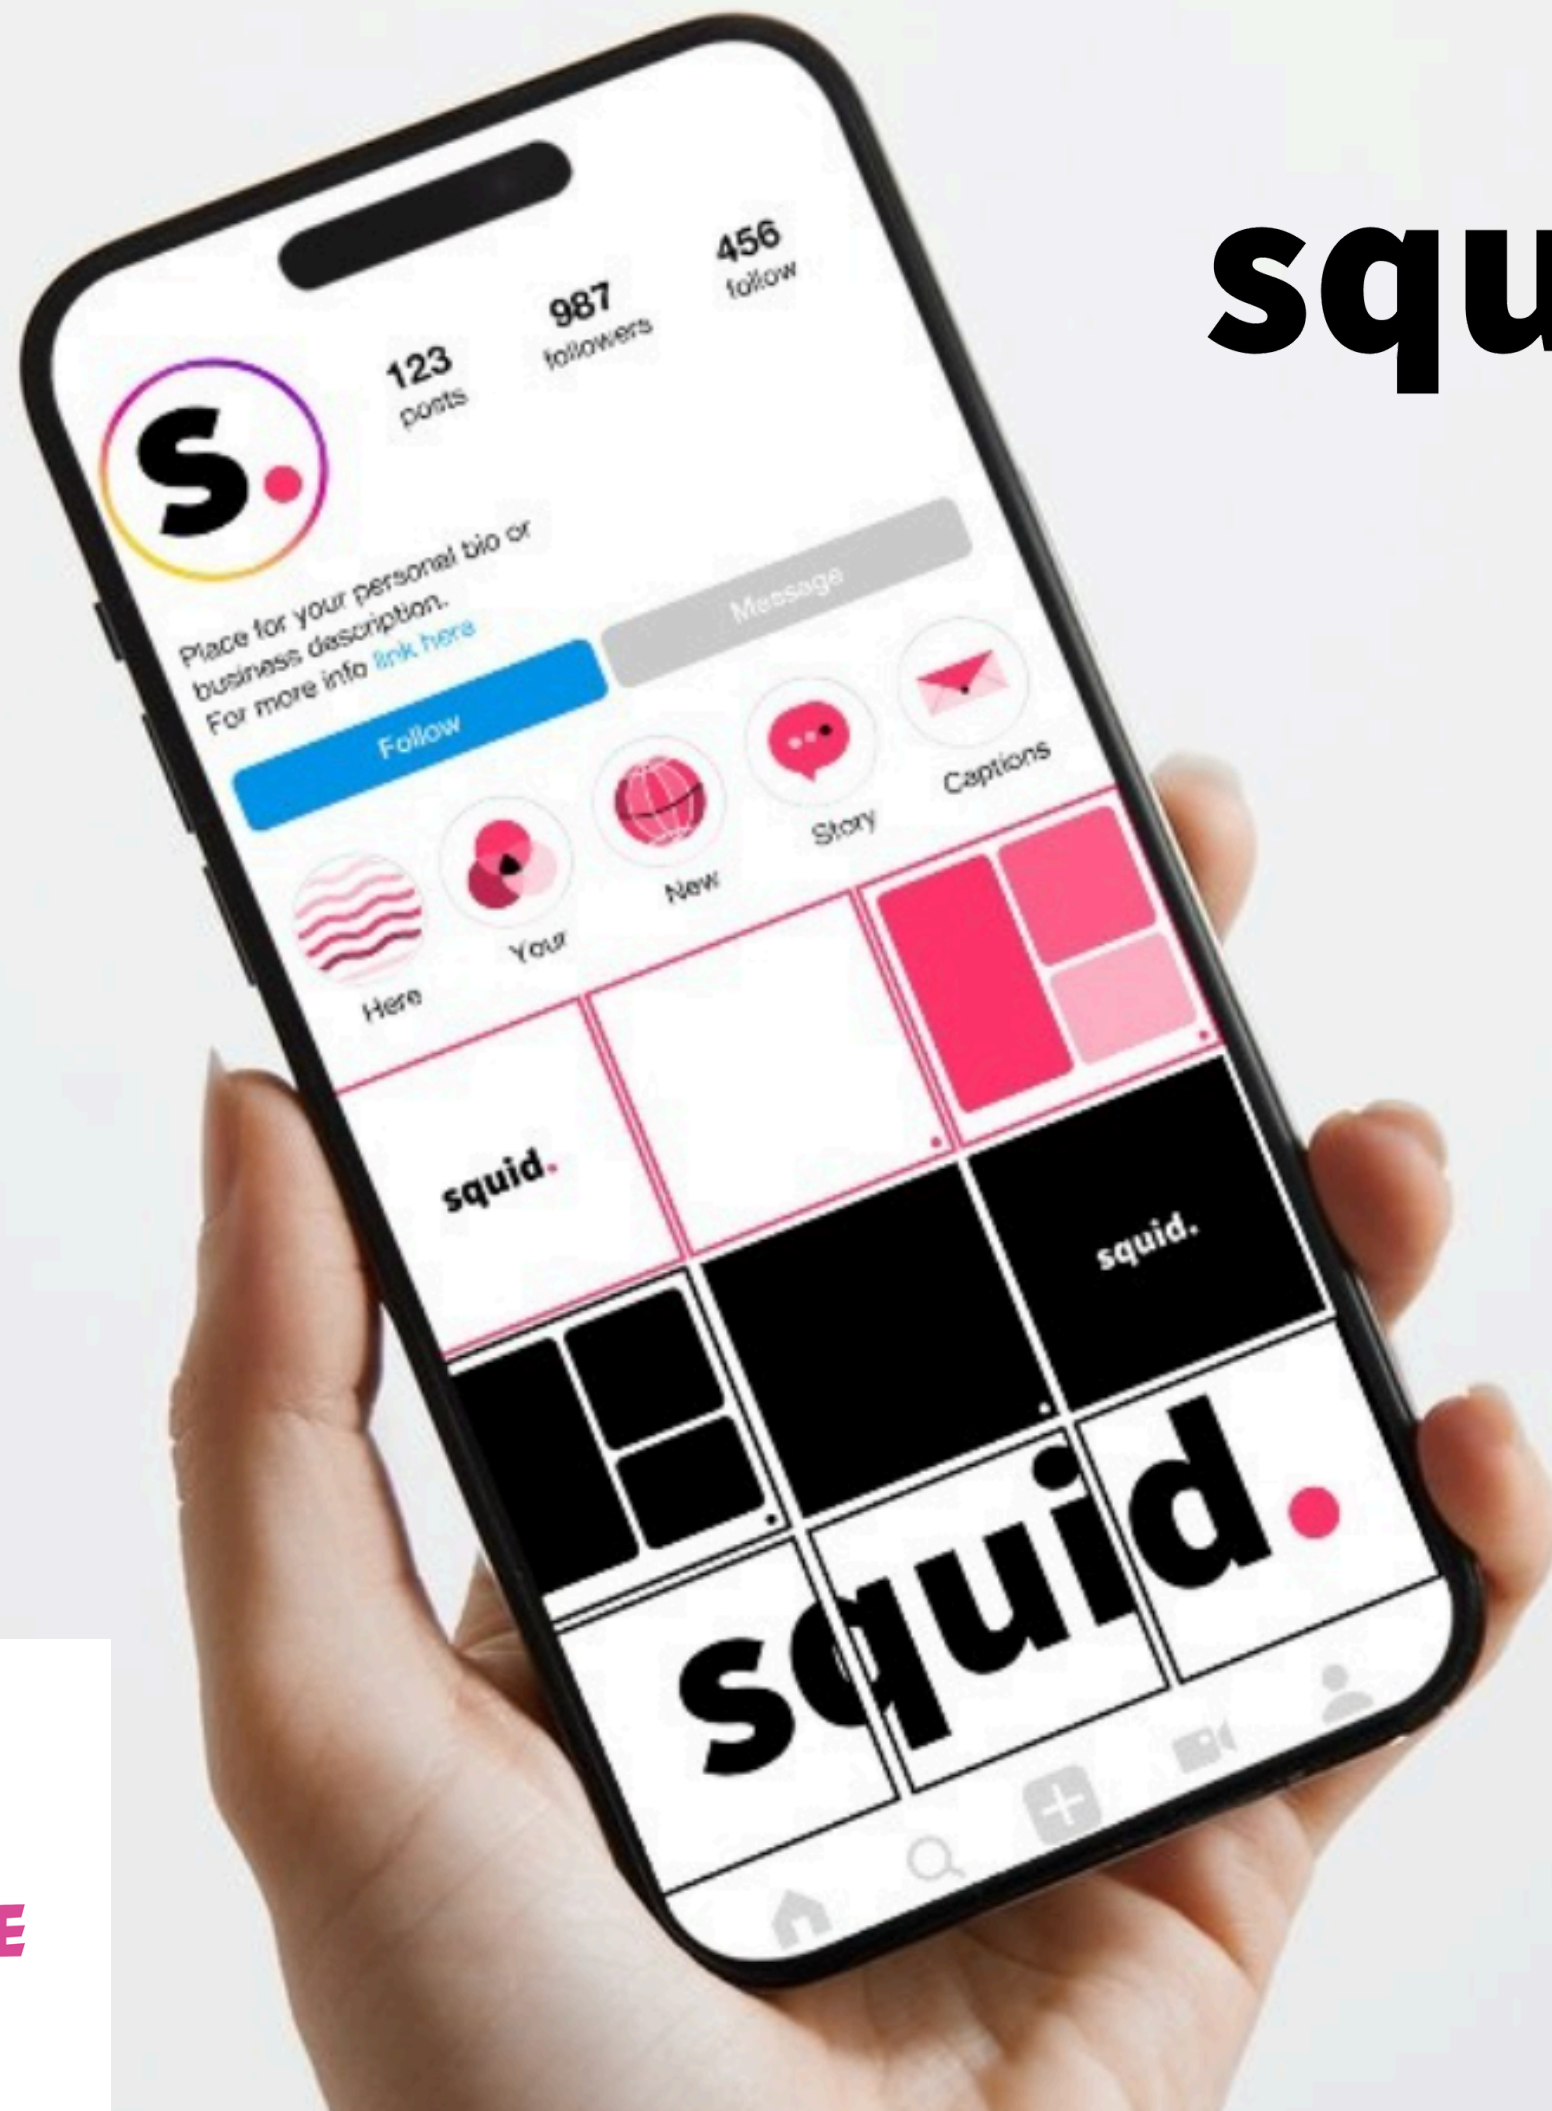 squ
456
follow
987
followers
123
posts
s.
Place for your personal bio or
business description.
For more info link here
Follow
Message
Here
Your
New
Story
Captions
squid.
squid.
squid.
E